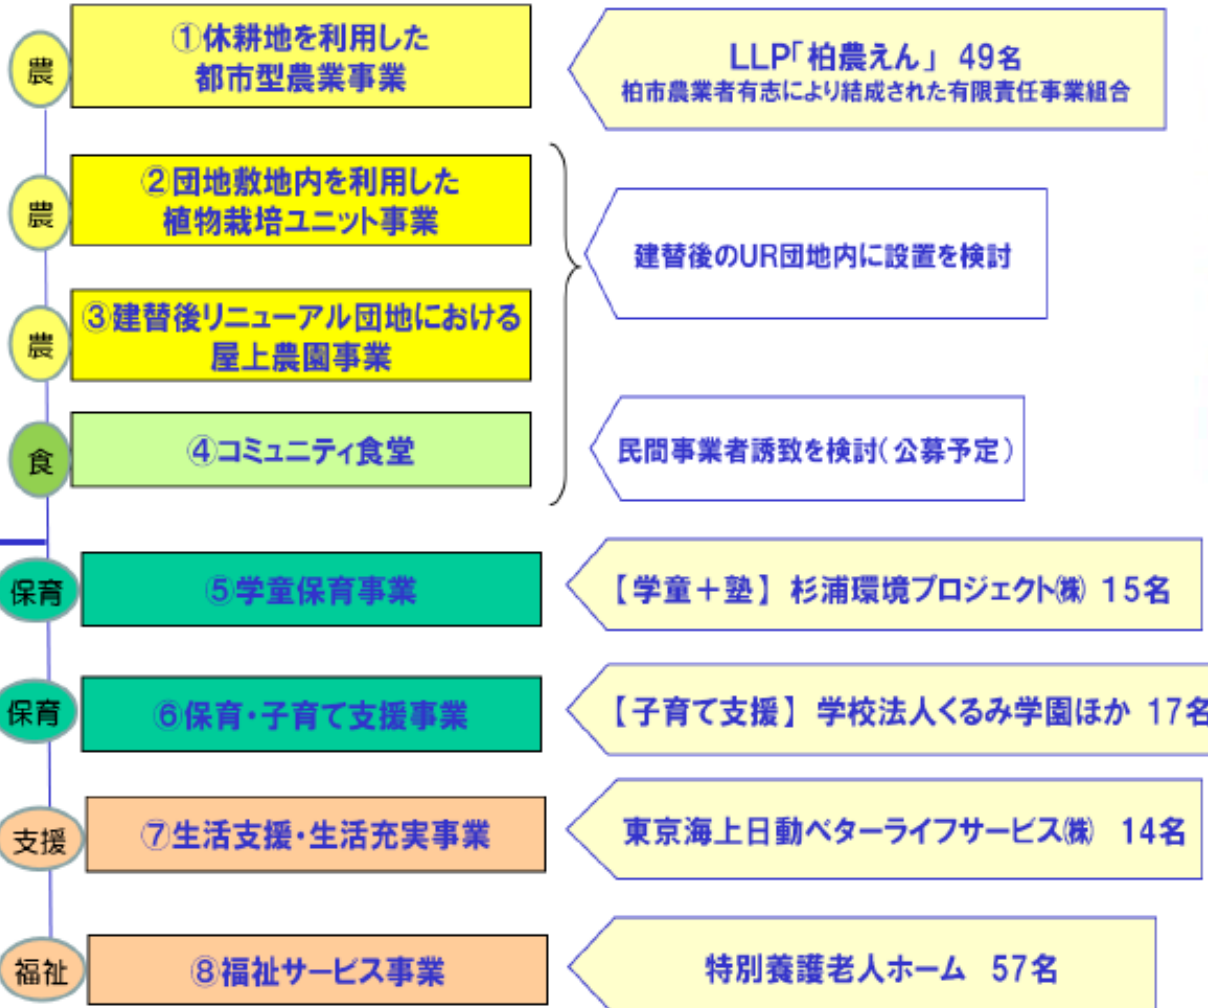 農
①休耕地を利用した
都市型農業事業
LLP「柏農えん」 49名
柏市農業者有志により結成された有限責任事業組合
農
②団地敷地内を利用した
植物栽培ユニット事業
建替後のUR団地内に設置を検討
農
③建替後リニューアル団地における
屋上農園事業
食
④コミュニティ食堂
民間事業者誘致を検討(公募予定)
保育
⑤学童保育事業
【学童+塾】 杉浦環境プロジェクト㈱ 15名
保育
⑥保育・子育て支援事業
【子育て支援】 学校法人くるみ学園ほか 17名
支援
⑦生活支援・生活充実事業
東京海上日動ベターライフサービス㈱ 14名
福祉
⑧福祉サービス事業
特別養護老人ホーム 57名